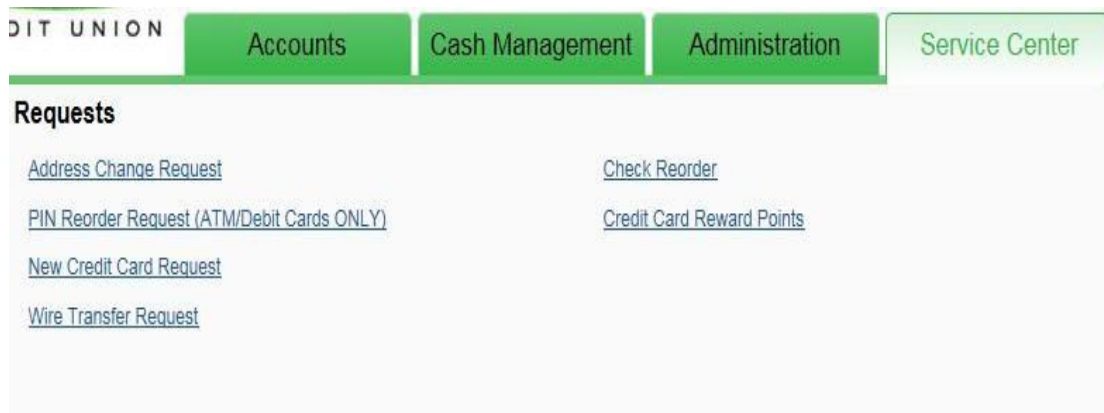 DIT UNION
Accounts
Cash Management
Administration
Service Center
Requests
Address Change Request
Check Reorder
PIN Reorder Request (ATM/Debit Cards ONLY)
Credit Card Reward Points
New Credit Card Request
Wire Transfer Request